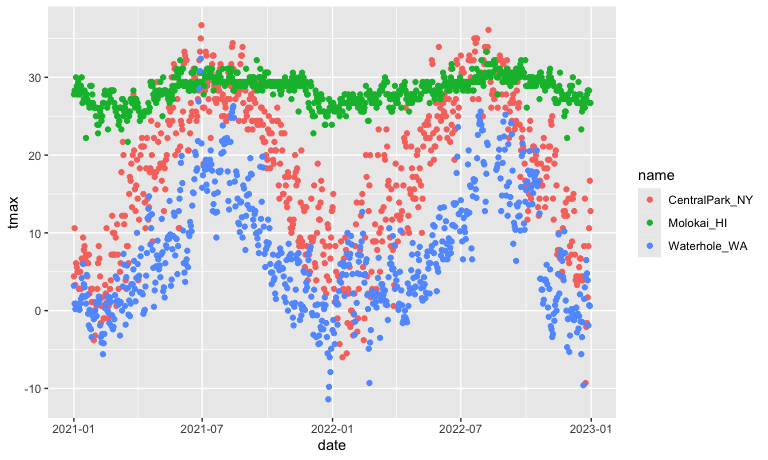 tmax
30
20
10
0
-10
2021-01 2021-07 2022-01 2022-07 2023-01
date
name
CentralPark_NY
Molokai_HI
Waterhole_WA